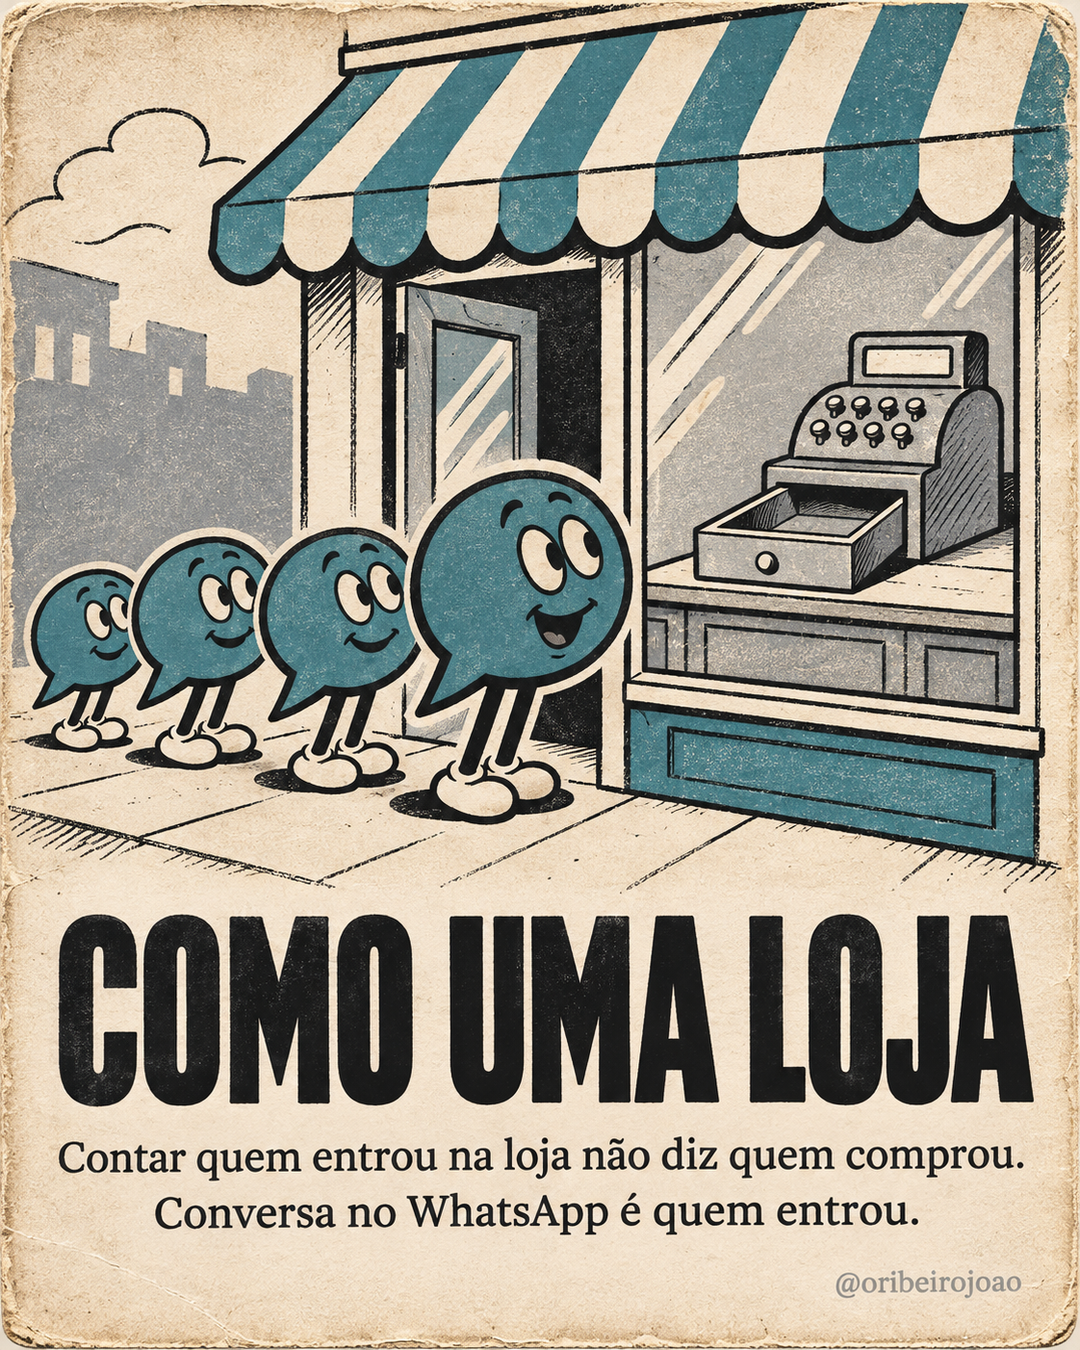 COMO UMA LOJA
Contar quem entrou na loja não diz quem comprou.
Conversa no WhatsApp é quem entrou.
@oribeirojoao